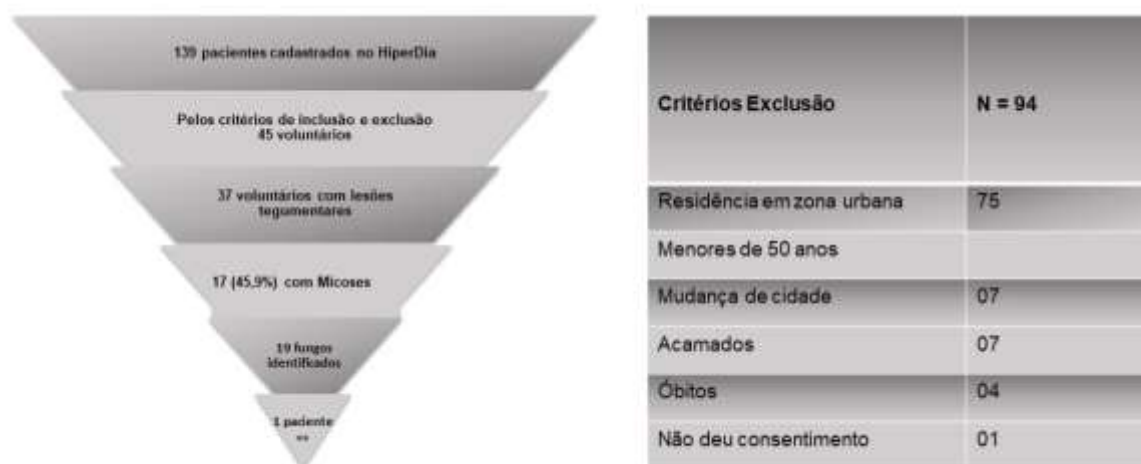 139 pacientes cadastrados no HiperDia
Pelos critérios de inclusão e exclusão
45 voluntários
37 voluntários com lesões
tegumentares
17 (45,9%) com Micoses
19 fungos
identificados
1 paciente
**
Critérios Exclusão N = 94
Residência em zona urbana 75
Menores de 50 anos
Mudança de cidade 07
Acamados 07
Óbitos 04
Não deu consentimento 01